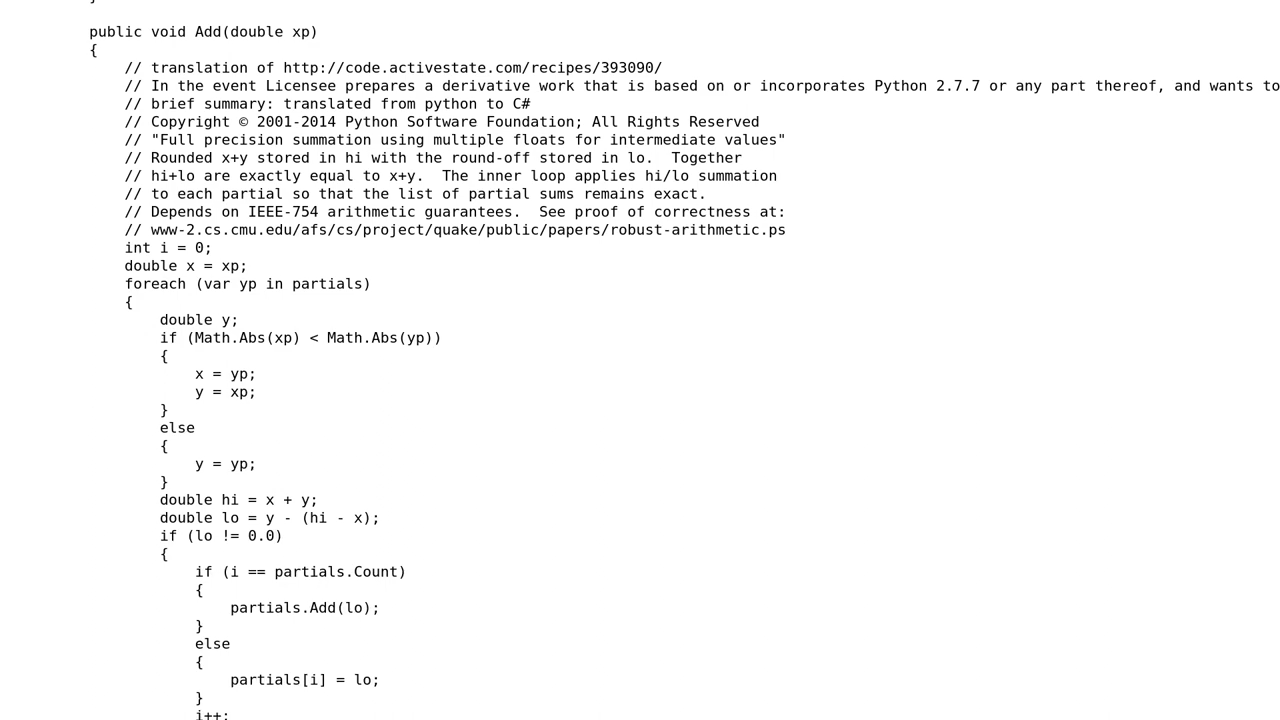 }
public void Add(double xp)
{
// translation of http://code.activestate.com/recipes/393090/
// In the event Licensee prepares a derivative work that is based on or incorporates Python 2.7.7 or any part thereof, and wants to
// brief summary: translated from python to C#
// Copyright © 2001-2014 Python Software Foundation; All Rights Reserved
// "Full precision summation using multiple floats for intermediate values"
// Rounded x+y stored in hi with the round-off stored in lo.  Together
// hi+lo are exactly equal to x+y.  The inner loop applies hi/lo summation
// to each partial so that the list of partial sums remains exact.
// Depends on IEEE-754 arithmetic guarantees.  See proof of correctness at:
// www-2.cs.cmu.edu/afs/cs/project/quake/public/papers/robust-arithmetic.ps
int i = 0;
double x = xp;
foreach (var yp in partials)
{
double y;
if (Math.Abs(xp) < Math.Abs(yp))
{
x = yp;
y = xp;
}
else
{
y = yp;
}
double hi = x + y;
double lo = y - (hi - x);
if (lo != 0.0)
{
if (i == partials.Count)
{
partials.Add(lo);
}
else
{
partials[i] = lo;
}
i++;